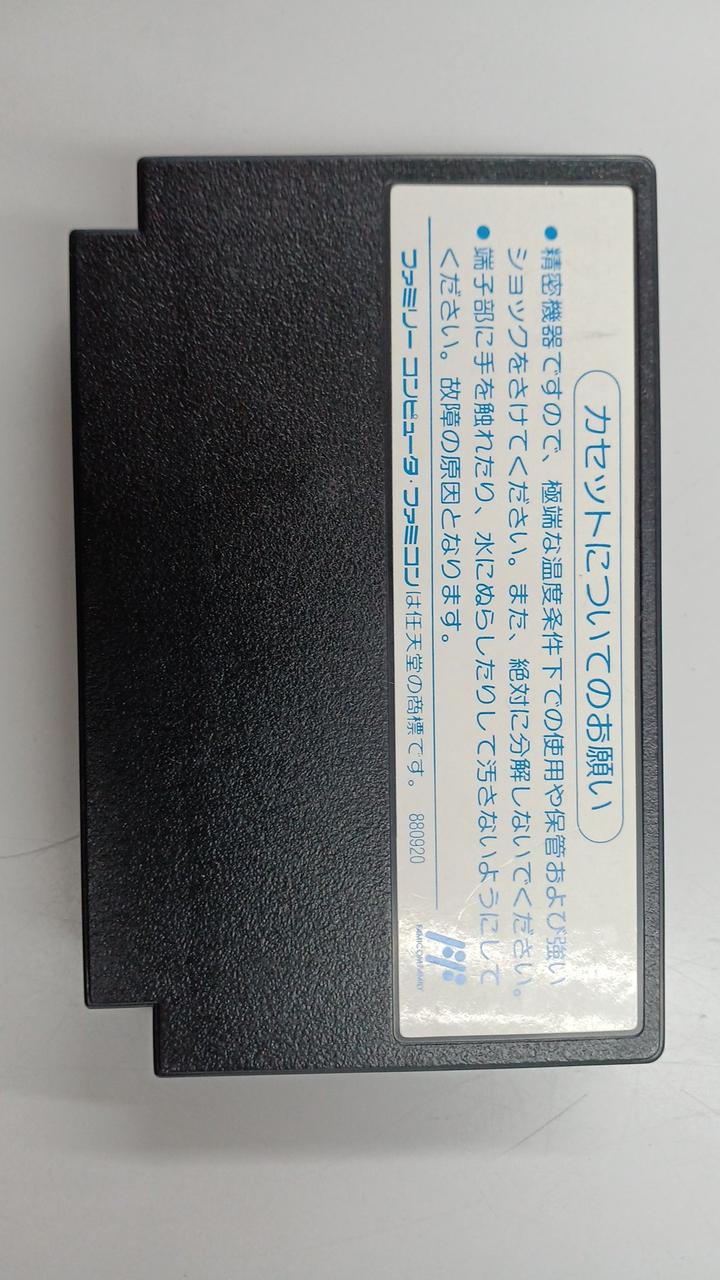 カセットについてのお願い
●精密機器ですので、極端な温度条件下での使用や保管および強い
ショックをさけてください。また、絶対に分解しないでください。
●端子部に手を触れたり、水にぬらしたりして汚さないようにして
ください。故障の原因となります。
ファミリーコンピュータ・ファミコンは任天堂の商標です。 880920
FAMICOM FAMILY